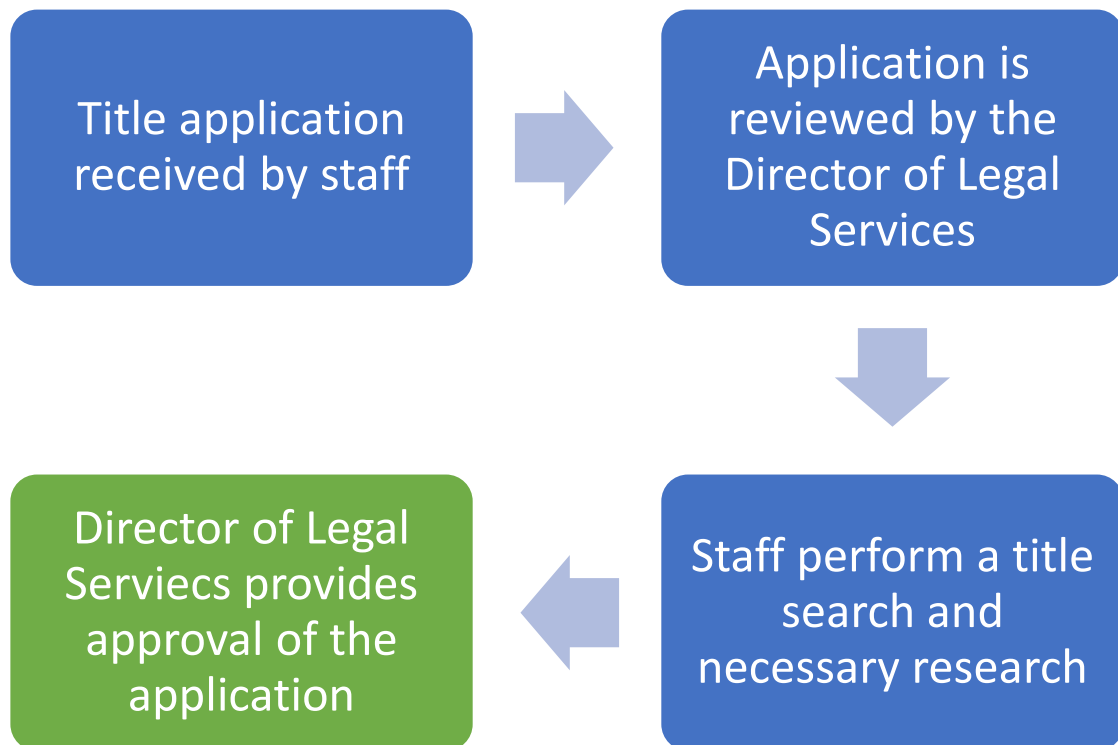 Title application
received by staff
Application is
reviewed by the
Director of Legal
Services
Staff perform a title
search and
necessary research
Director of Legal
Serviecs provides
approval of the
application